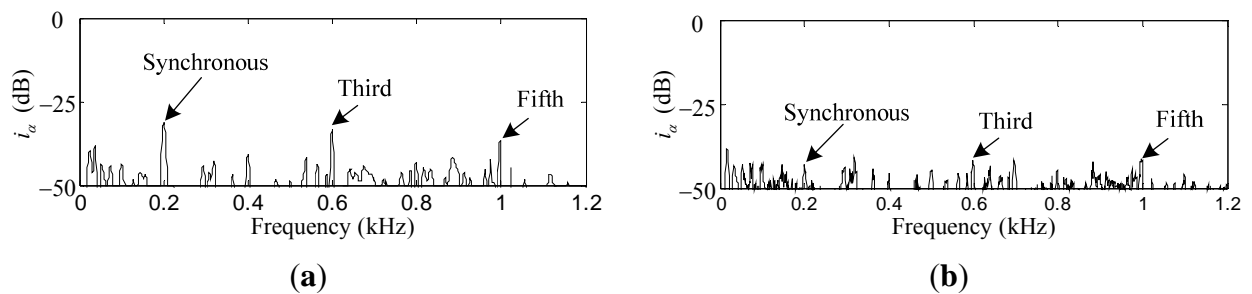 0
−25
−50
i_α (dB)
Synchronous
Third
Fifth
0 0.2 0.4 0.6 0.8 1.0 1.2
Frequency (kHz)
(a)
0
−25
−50
i_α (dB)
Synchronous
Third
Fifth
0 0.2 0.4 0.6 0.8 1 1.2
Frequency (kHz)
(b)